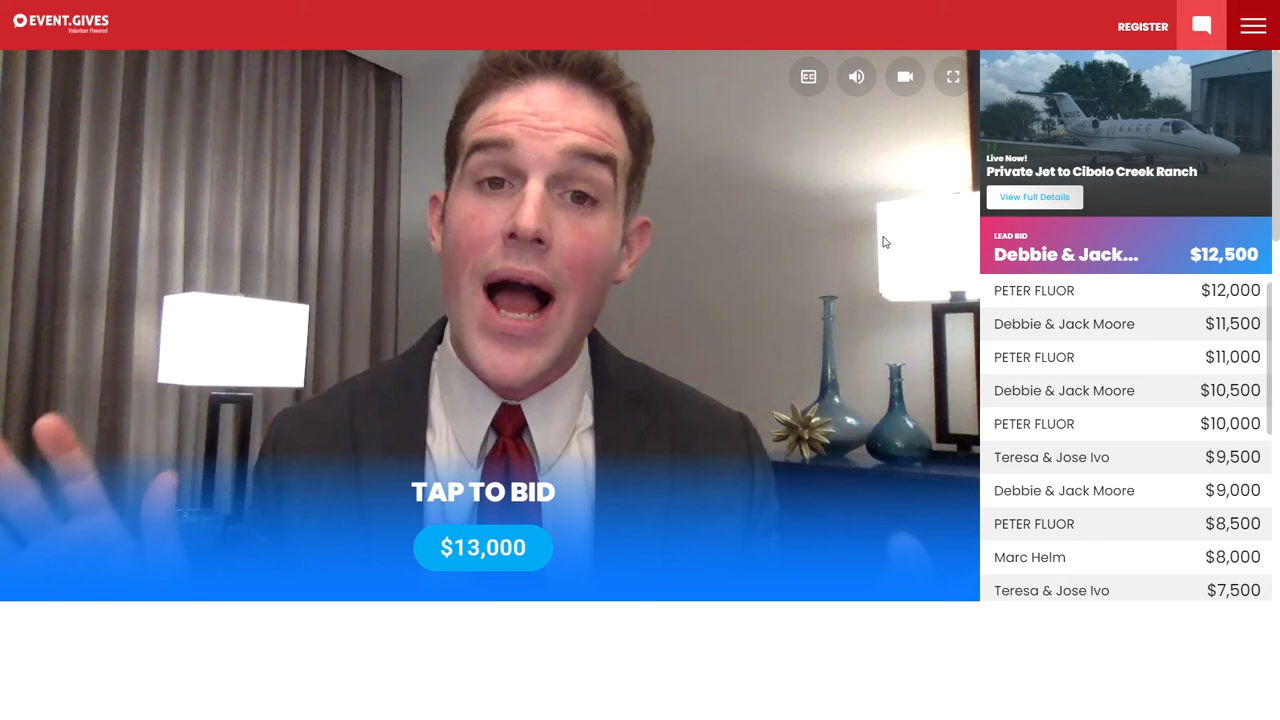 EVENT.GIVES
Volunteer Powered
REGISTER
CC
Live Now!
Private Jet to Cibolo Creek Ranch
View Full Details
LEAD BID
Debbie & Jack... $12,500
PETER FLUOR $12,000
Debbie & Jack Moore $11,500
PETER FLUOR $11,000
Debbie & Jack Moore $10,500
PETER FLUOR $10,000
Teresa & Jose Ivo $9,500
Debbie & Jack Moore $9,000
PETER FLUOR $8,500
Marc Helm $8,000
Teresa & Jose Ivo $7,500
TAP TO BID
$13,000